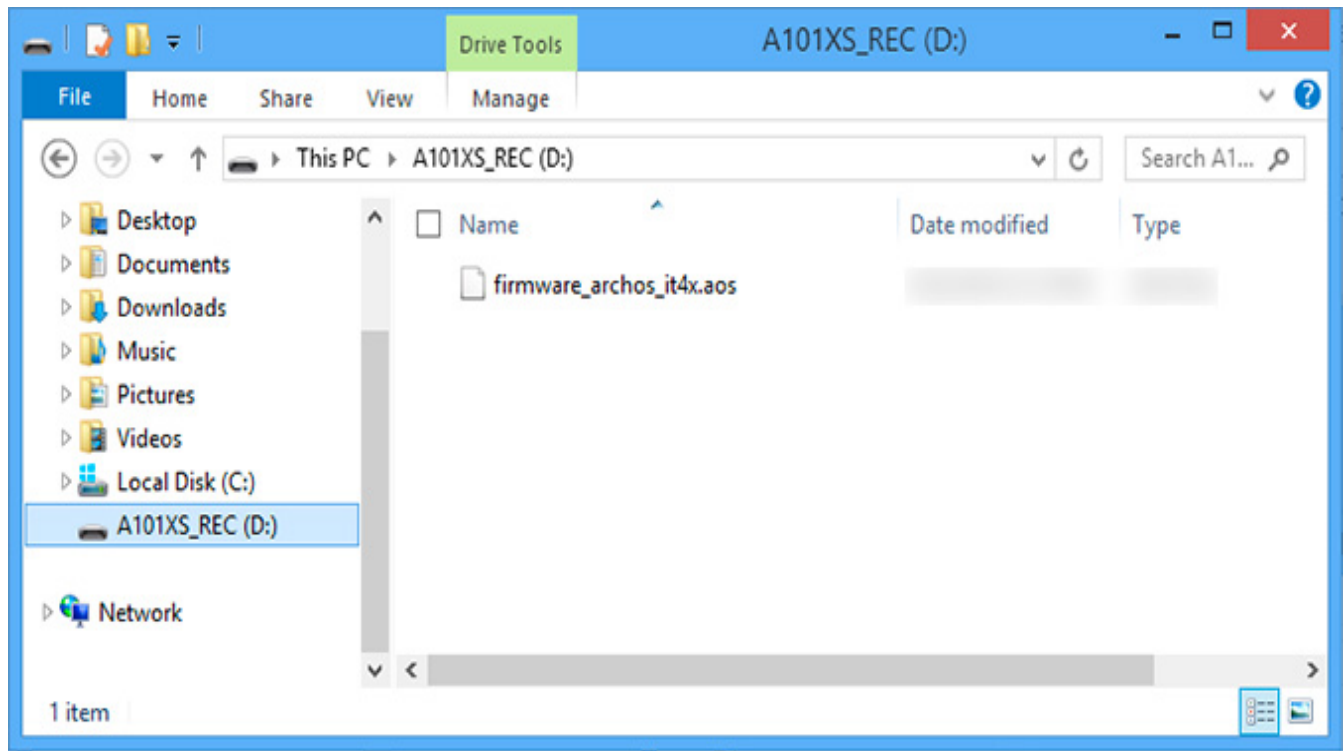 Drive Tools A101XS_REC (D:)
File Home Share View Manage
This PC A101XS_REC (D:) Search A1...
Name Date modified Type
firmware_archos_it4x.aos
Desktop
Documents
Downloads
Music
Pictures
Videos
Local Disk (C:)
A101XS_REC (D:)
Network
1 item